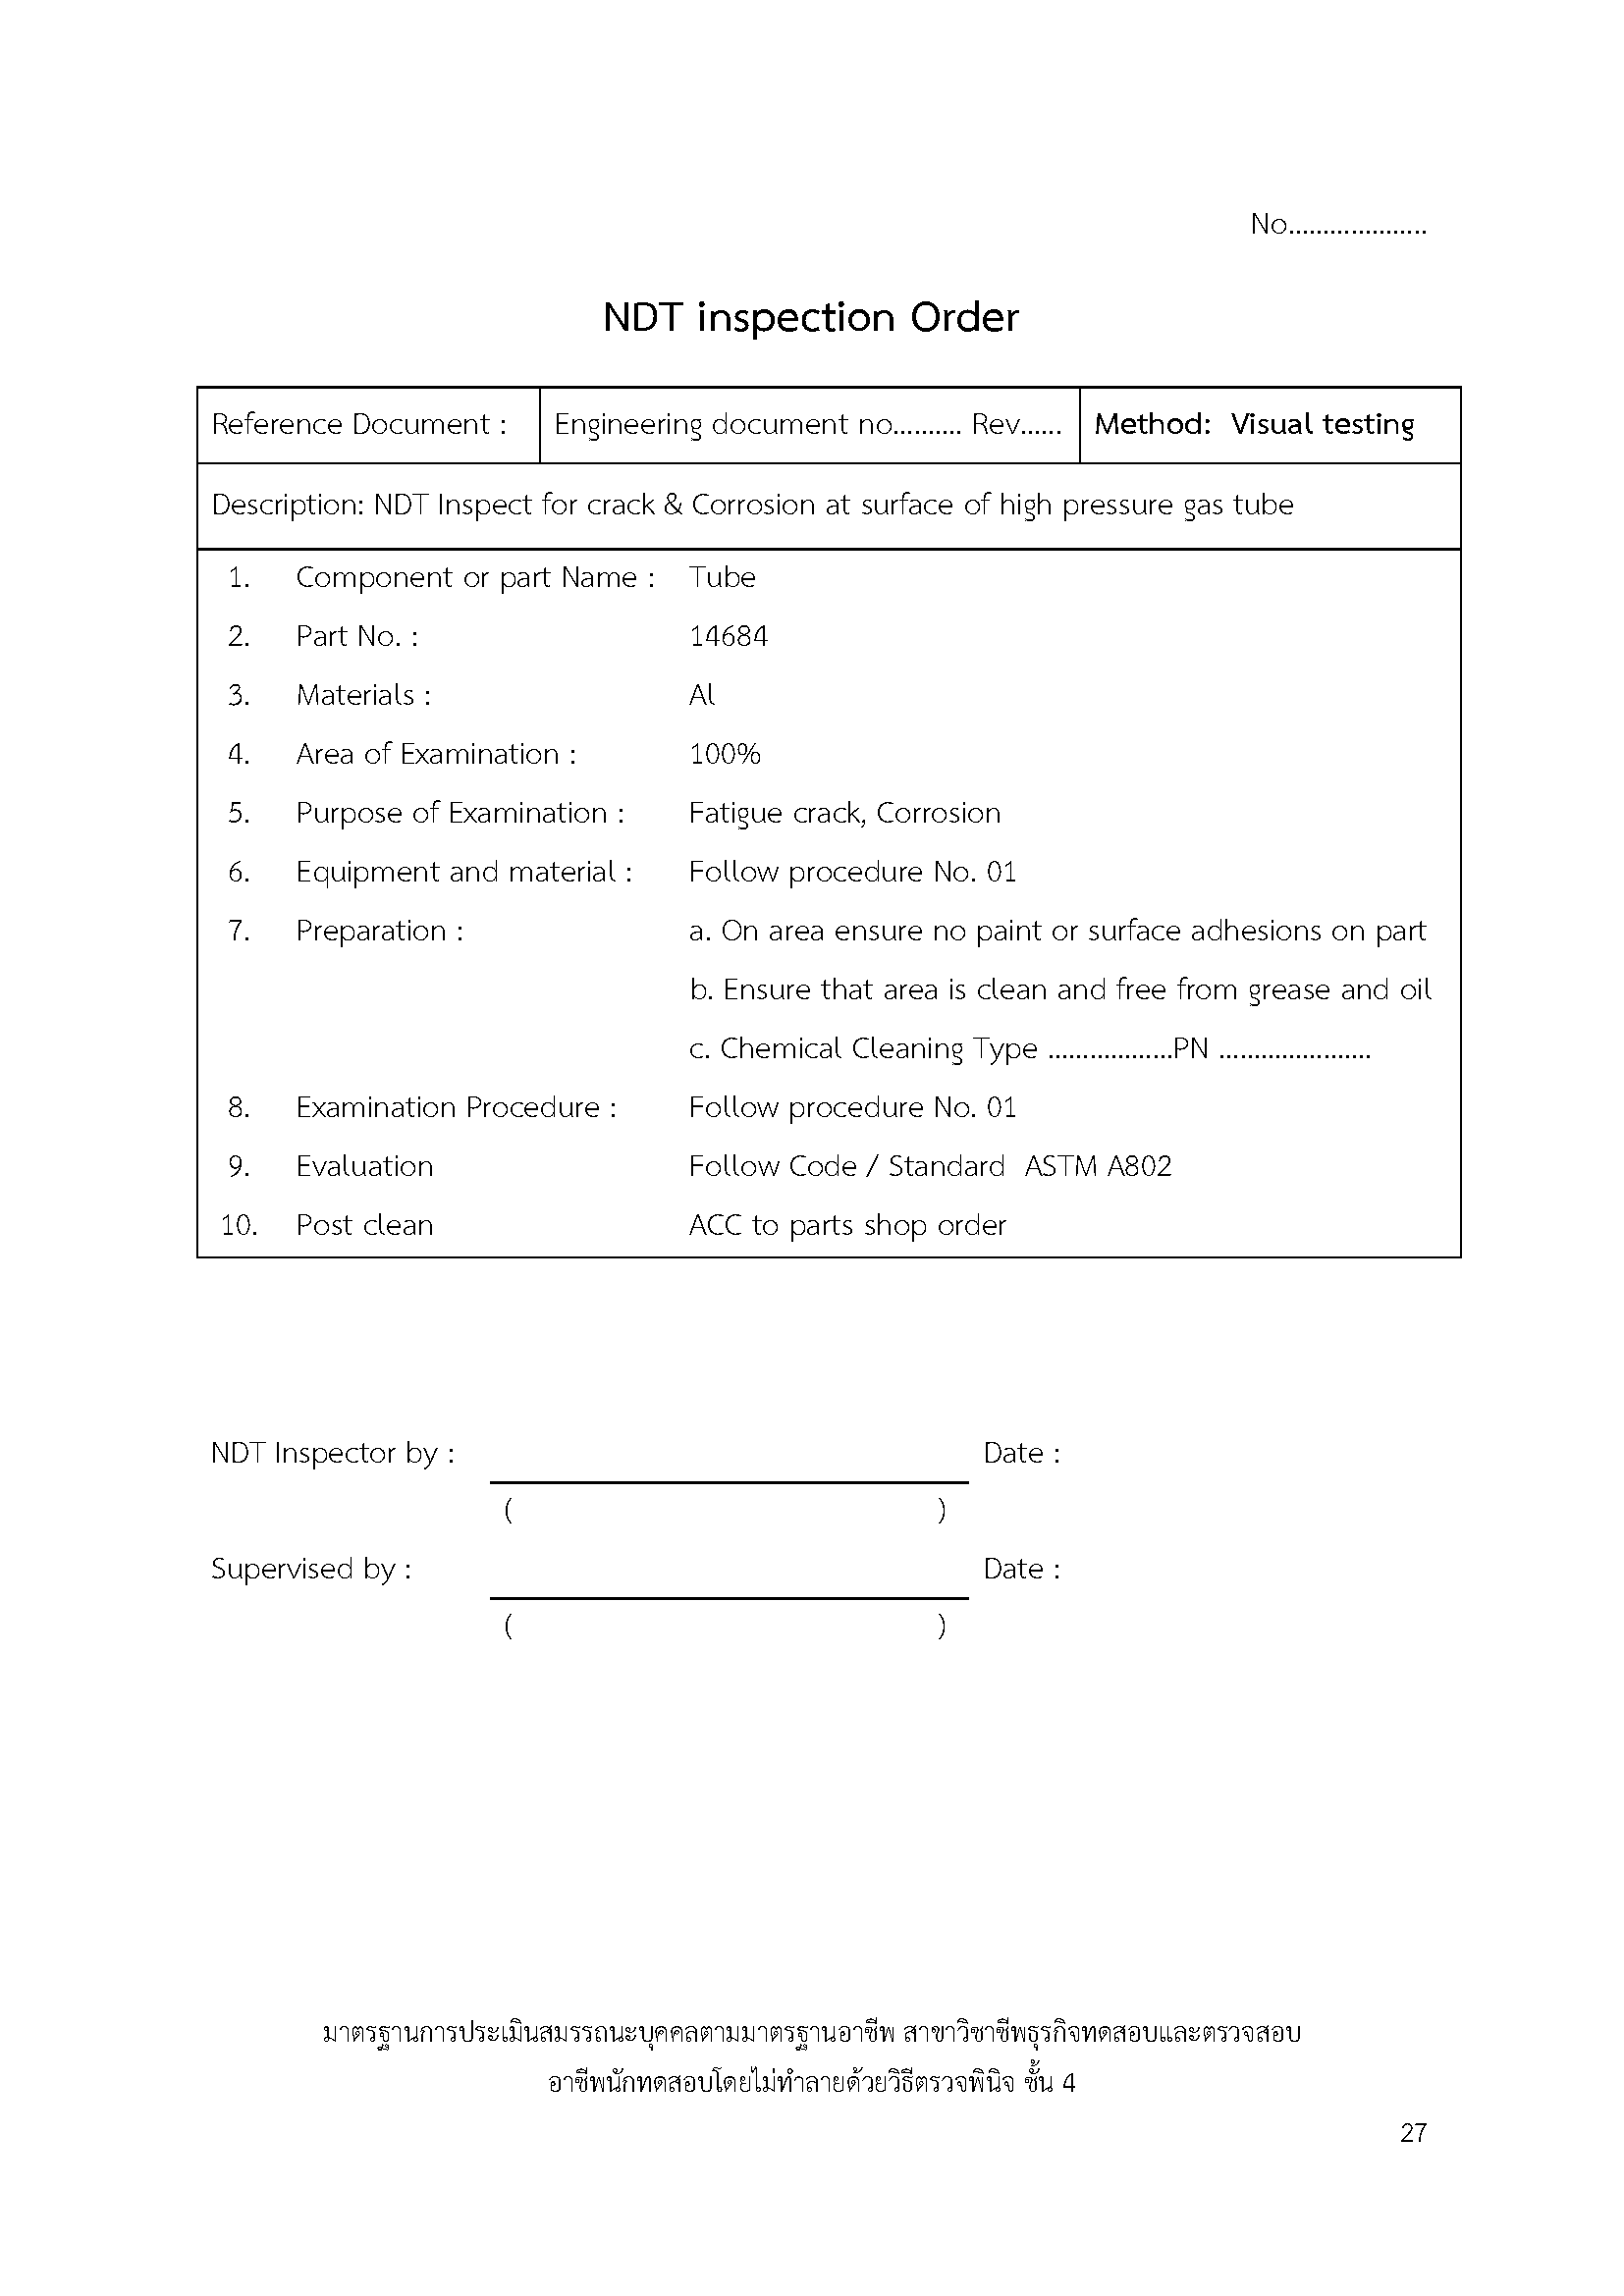 No....................
NDT inspection Order
Reference Document : Engineering document no.......... Rev...... Method: Visual testing
Description: NDT Inspect for crack & Corrosion at surface of high pressure gas tube
1. Component or part Name : Tube
2. Part No. : 14684
3. Materials : Al
4. Area of Examination : 100%
5. Purpose of Examination : Fatigue crack, Corrosion
6. Equipment and material : Follow procedure No. 01
7. Preparation : a. On area ensure no paint or surface adhesions on part
b. Ensure that area is clean and free from grease and oil
c. Chemical Cleaning Type ..................PN ......................
8. Examination Procedure : Follow procedure No. 01
9. Evaluation Follow Code / Standard ASTM A802
10. Post clean ACC to parts shop order
NDT Inspector by : Date :
( )
Supervised by : Date :
( )
มาตรฐานการประเมินสมรรถนะบุคคลตามมาตรฐานอาชีพ สาขาวิชาชีพธุรกิจทดสอบและตรวจสอบ
อาชีพนักทดสอบโดยไม่ทำลายด้วยวิธีตรวจพินิจ ชั้น 4
27